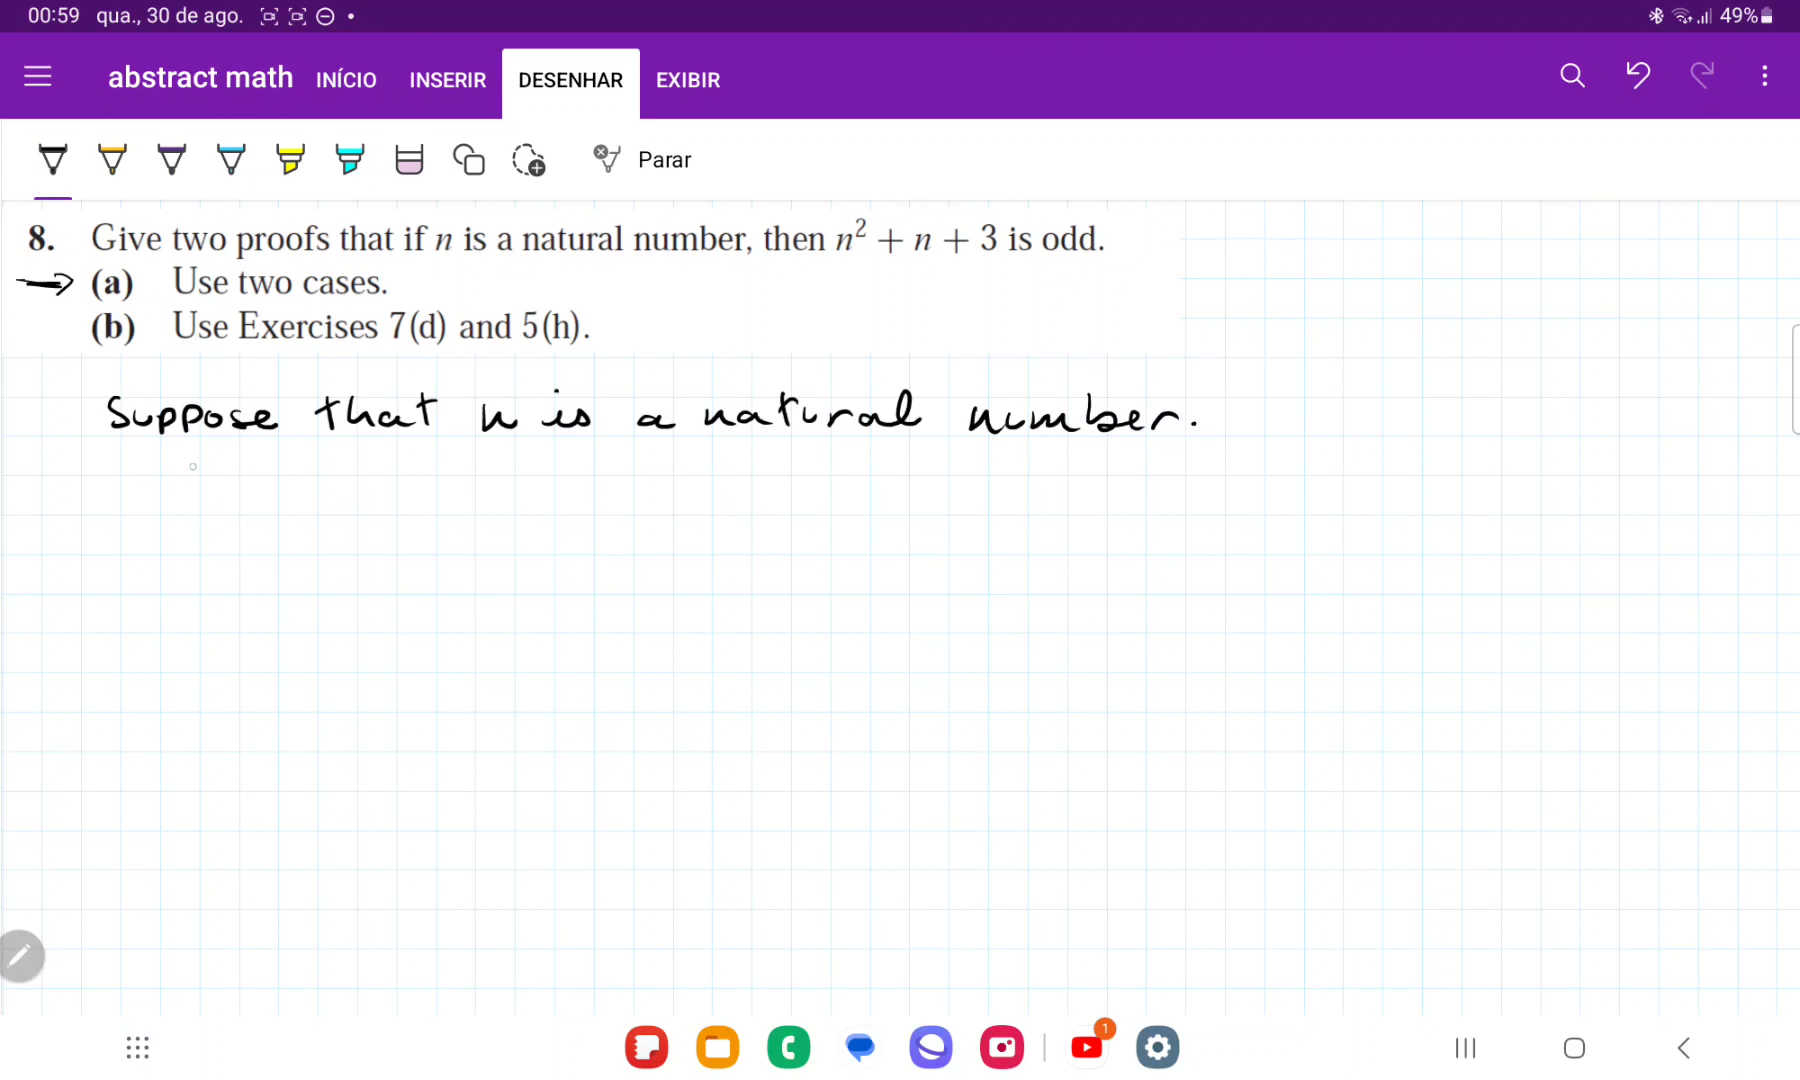 00:59 qua., 30 de ago. 49%
abstract math INÍCIO INSERIR DESENHAR EXIBIR
Parar
8. Give two proofs that if n is a natural number, then n² + n + 3 is odd.
(a) Use two cases.
(b) Use Exercises 7(d) and 5(h).
Suppose that n is a natural number.
1